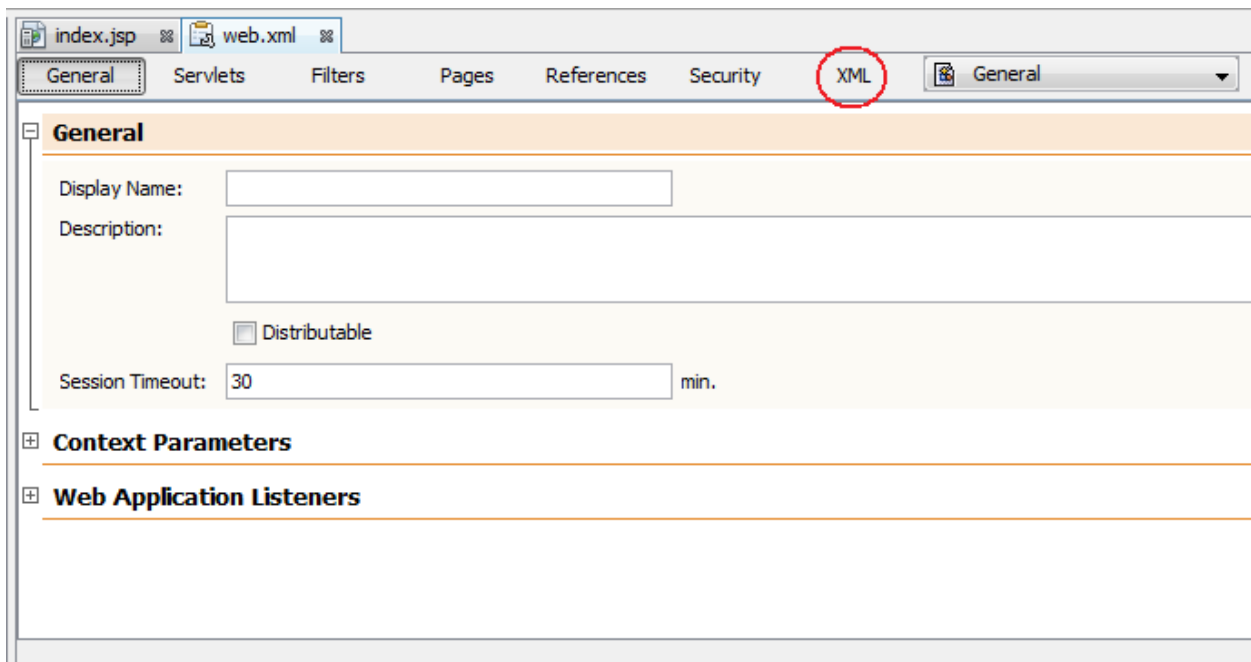 index.jsp web.xml
General Servlets Filters Pages References Security XML General
General
Display Name:
Description:
Distributable
Session Timeout: 30 min.
Context Parameters
Web Application Listeners